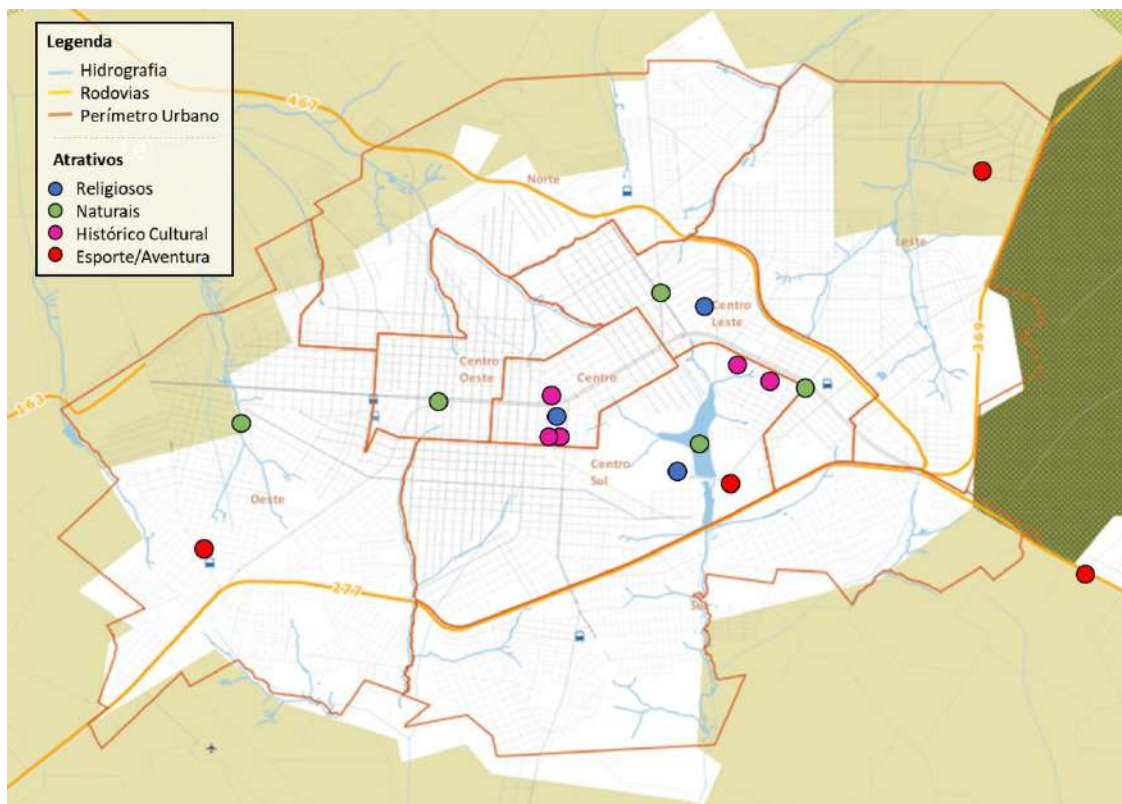 Legenda
Hidrografia
Rodovias
Perímetro Urbano
Atrativos
Religiosos
Naturais
Histórico Cultural
Esporte/Aventura
467
Norte
Leste
Centro
Leste
369
Centro
Oeste
Centro
163
Centro
Sul
Oeste
277
Sul